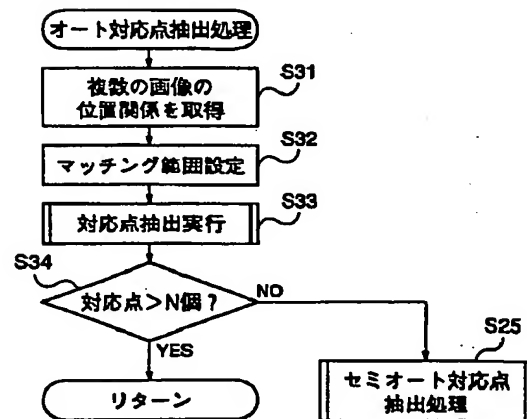 オート対応点抽出処理
S31
複数の画像の
位置関係を取得
S32
マッチング範囲設定
S33
対応点抽出実行
S34
対応点>N個?
NO
YES
S25
リターン
セミオート対応点
抽出処理